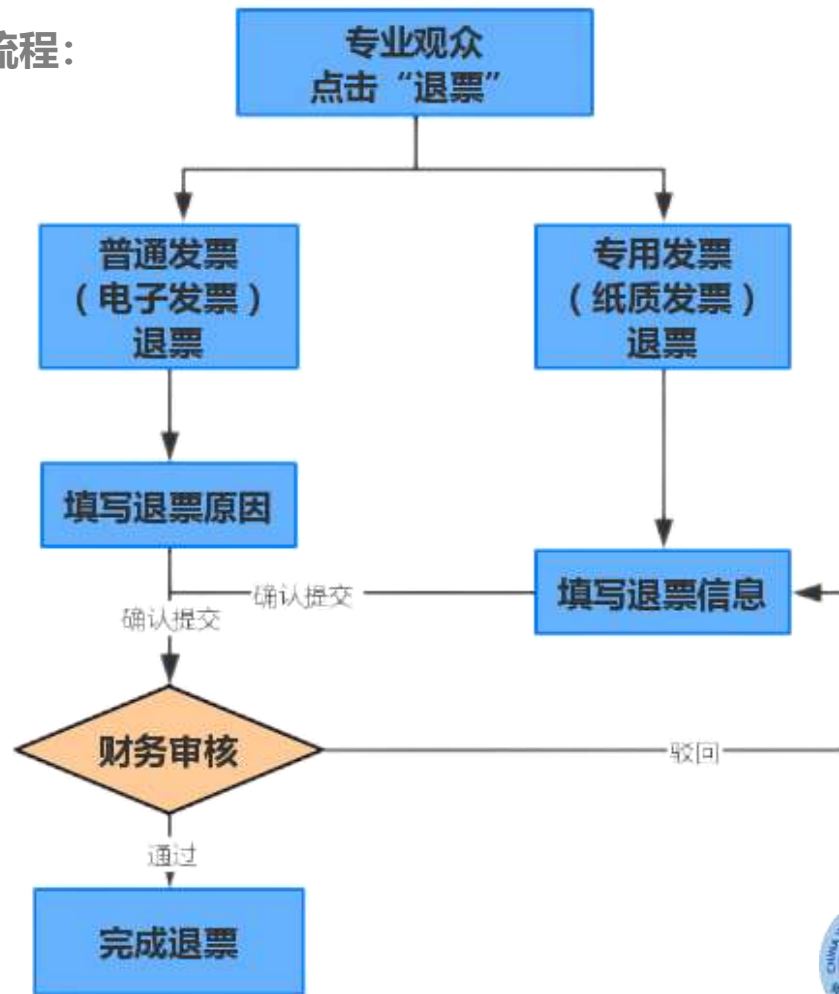 流程：
专业观众
点击“退票”
普通发票
（电子发票）
退票
专用发票
（纸质发票）
退票
填写退票原因
填写退票信息
确认提交
确认提交
财务审核
驳回
通过
完成退票
CHINA